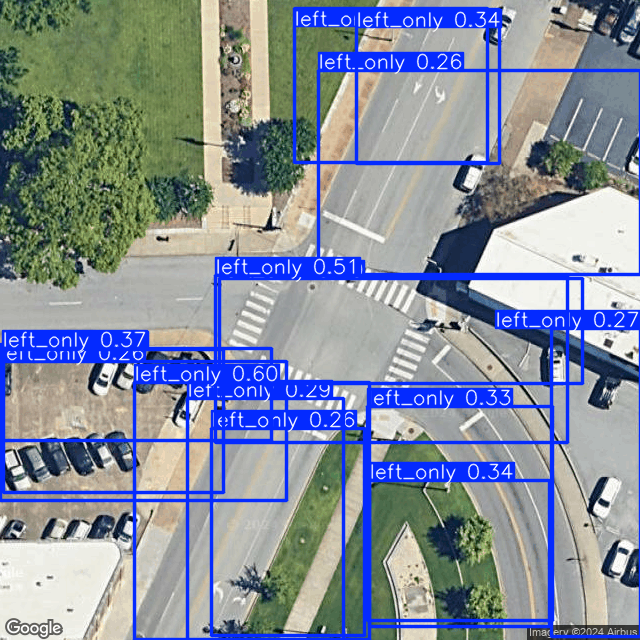 left_only 0.34
left_o
left_only 0.26
left_only 0.51
left_only 0.27
left_only 0.37
left_only 0.26
left_only 0.60
left_only 0.29
left_only 0.33
left_only 0.26
left_only 0.34
Google
Imagery ©2024 Airbus